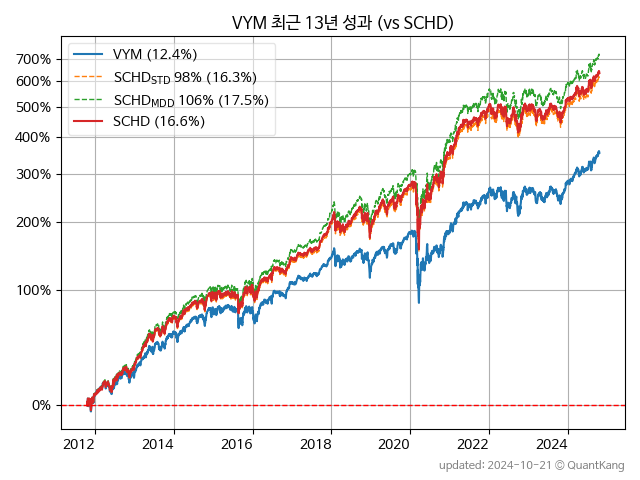 VYM 최근 13년 성과 (vs SCHD)
VYM (12.4%)
SCHD_STD 98% (16.3%)
SCHD_MDD 106% (17.5%)
SCHD (16.6%)
700%
600%
500%
400%
300%
200%
100%
0%
2012 2014 2016 2018 2020 2022 2024
updated: 2024-10-21 © QuantKang